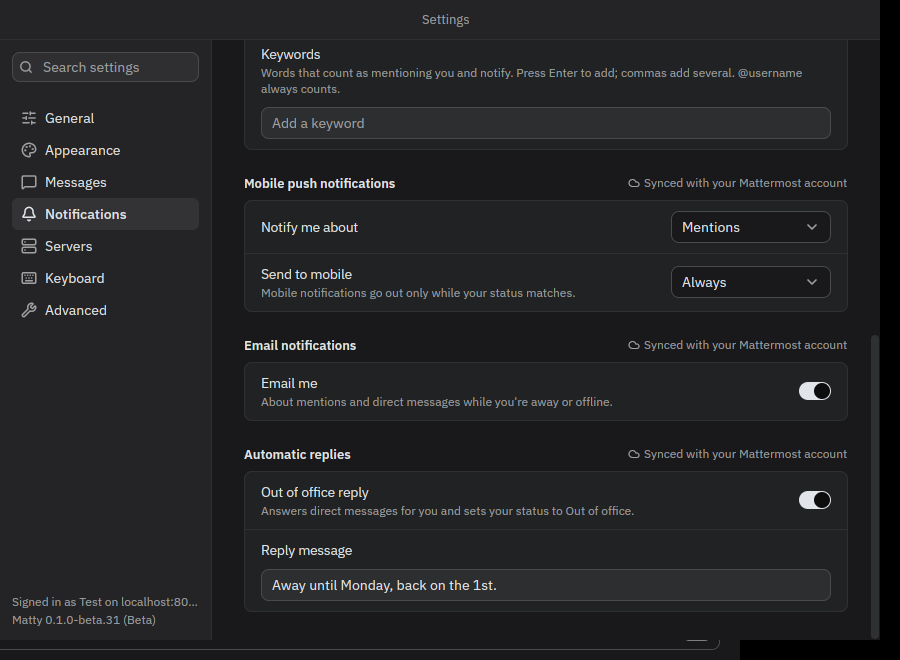 Settings
Search settings
General
Appearance
Messages
Notifications
Servers
Keyboard
Advanced
Signed in as Test on localhost:80...
Matty 0.1.0-beta.31 (Beta)
Keywords
Words that count as mentioning you and notify. Press Enter to add; commas add several. @username
always counts.
Add a keyword
Mobile push notifications
Synced with your Mattermost account
Notify me about
Mentions
Send to mobile
Mobile notifications go out only while your status matches.
Always
Email notifications
Synced with your Mattermost account
Email me
About mentions and direct messages while you're away or offline.
Automatic replies
Synced with your Mattermost account
Out of office reply
Answers direct messages for you and sets your status to Out of office.
Reply message
Away until Monday, back on the 1st.